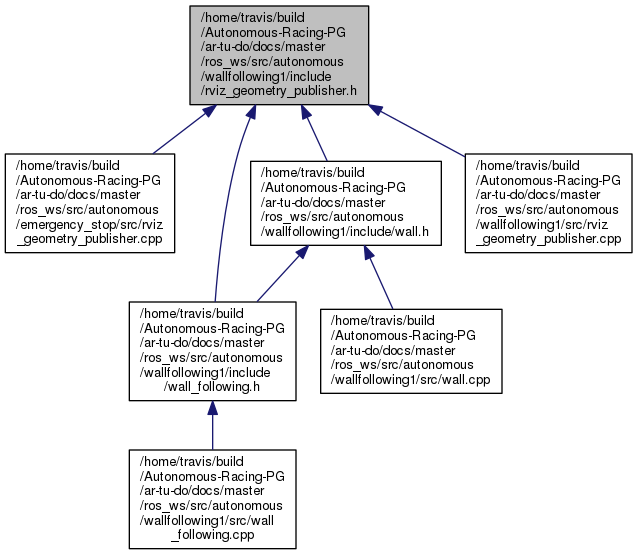 /home/travis/build
/Autonomous-Racing-PG
/ar-tu-do/docs/master
/ros_ws/src/autonomous
/wallfollowing1/include
/rviz_geometry_publisher.h
/home/travis/build
/Autonomous-Racing-PG
/ar-tu-do/docs/master
/ros_ws/src/autonomous
/emergency_stop/src/rviz
_geometry_publisher.cpp
/home/travis/build
/Autonomous-Racing-PG
/ar-tu-do/docs/master
/ros_ws/src/autonomous
/wallfollowing1/include/wall.h
/home/travis/build
/Autonomous-Racing-PG
/ar-tu-do/docs/master
/ros_ws/src/autonomous
/wallfollowing1/src/rviz
_geometry_publisher.cpp
/home/travis/build
/Autonomous-Racing-PG
/ar-tu-do/docs/master
/ros_ws/src/autonomous
/wallfollowing1/include
/wall_following.h
/home/travis/build
/Autonomous-Racing-PG
/ar-tu-do/docs/master
/ros_ws/src/autonomous
/wallfollowing1/src/wall.cpp
/home/travis/build
/Autonomous-Racing-PG
/ar-tu-do/docs/master
/ros_ws/src/autonomous
/wallfollowing1/src/wall
_following.cpp